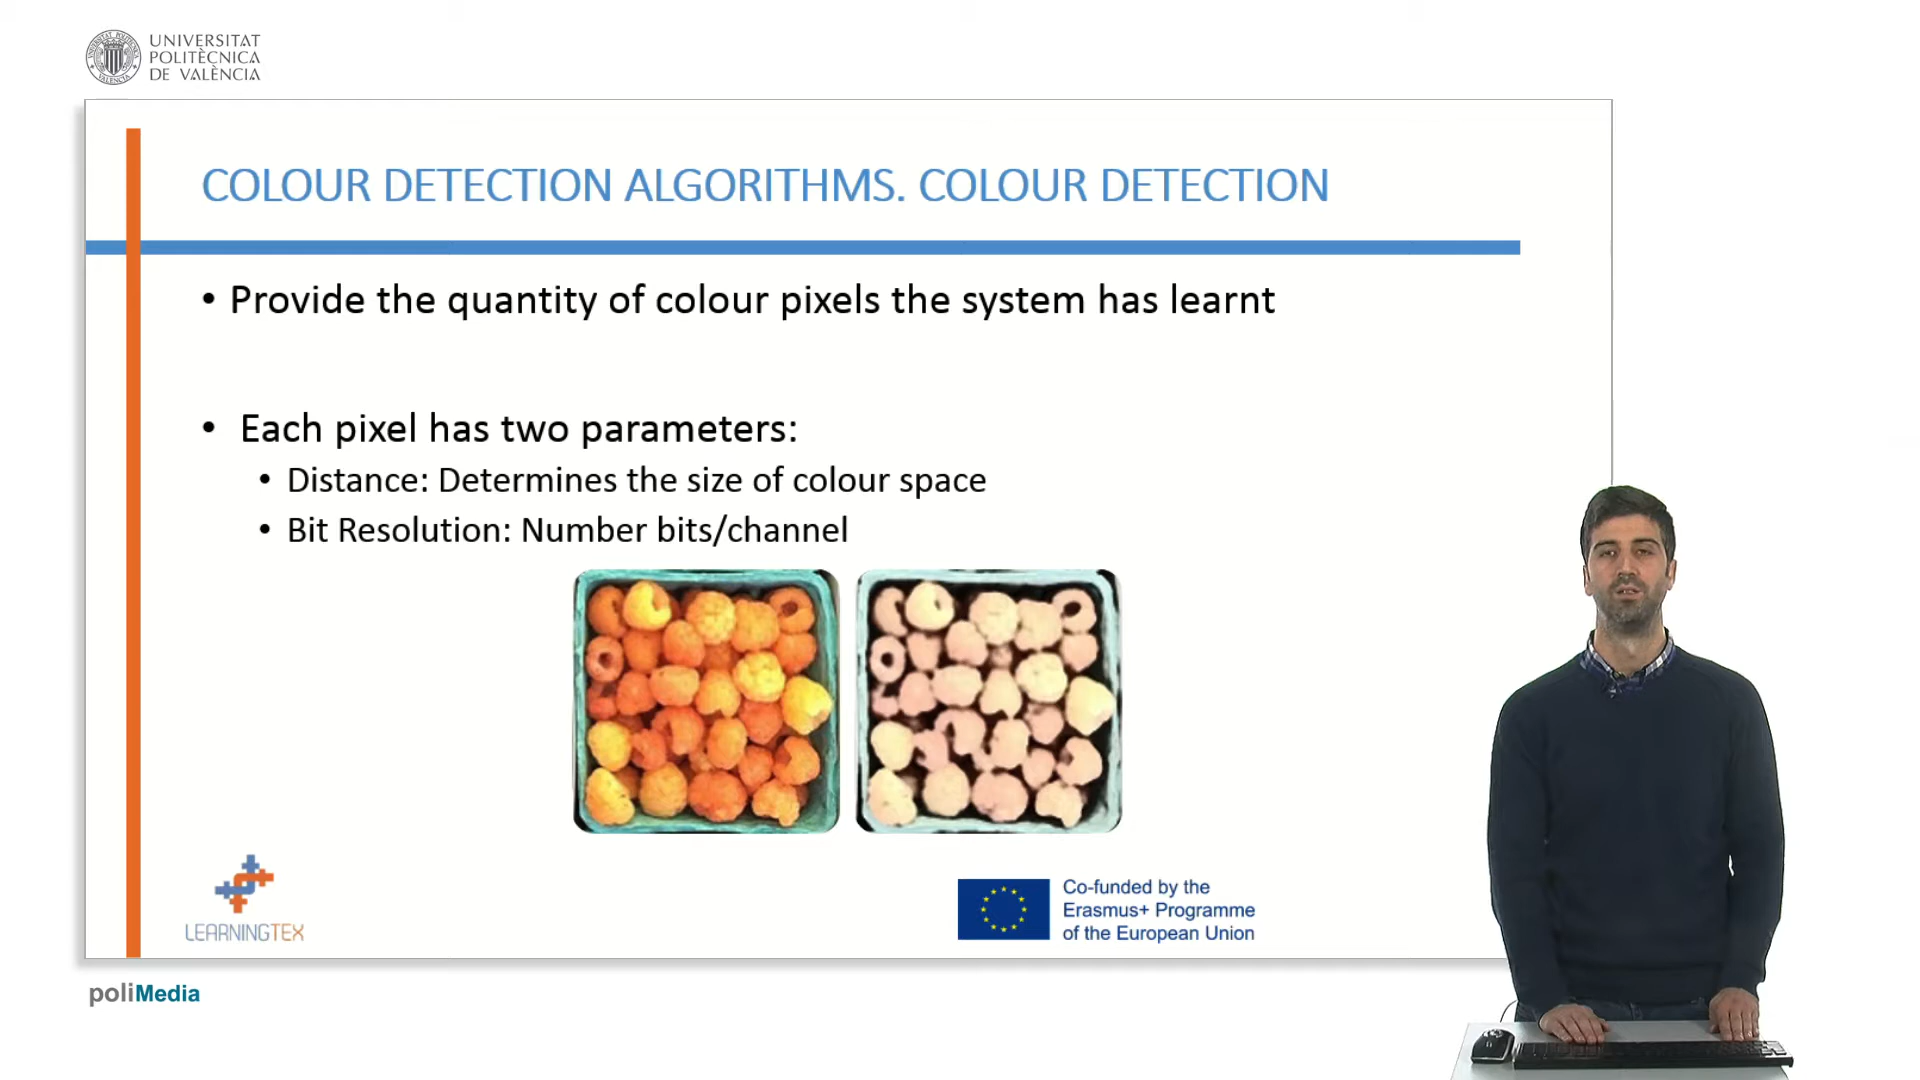 UNIVERSITAT
POLITÈCNICA
DE VALÈNCIA
COLOUR DETECTION ALGORITHMS. COLOUR DETECTION
• Provide the quantity of colour pixels the system has learnt
• Each pixel has two parameters:
• Distance: Determines the size of colour space
• Bit Resolution: Number bits/channel
LEARNINGTEX
Co-funded by the
Erasmus+ Programme
of the European Union
poliMedia